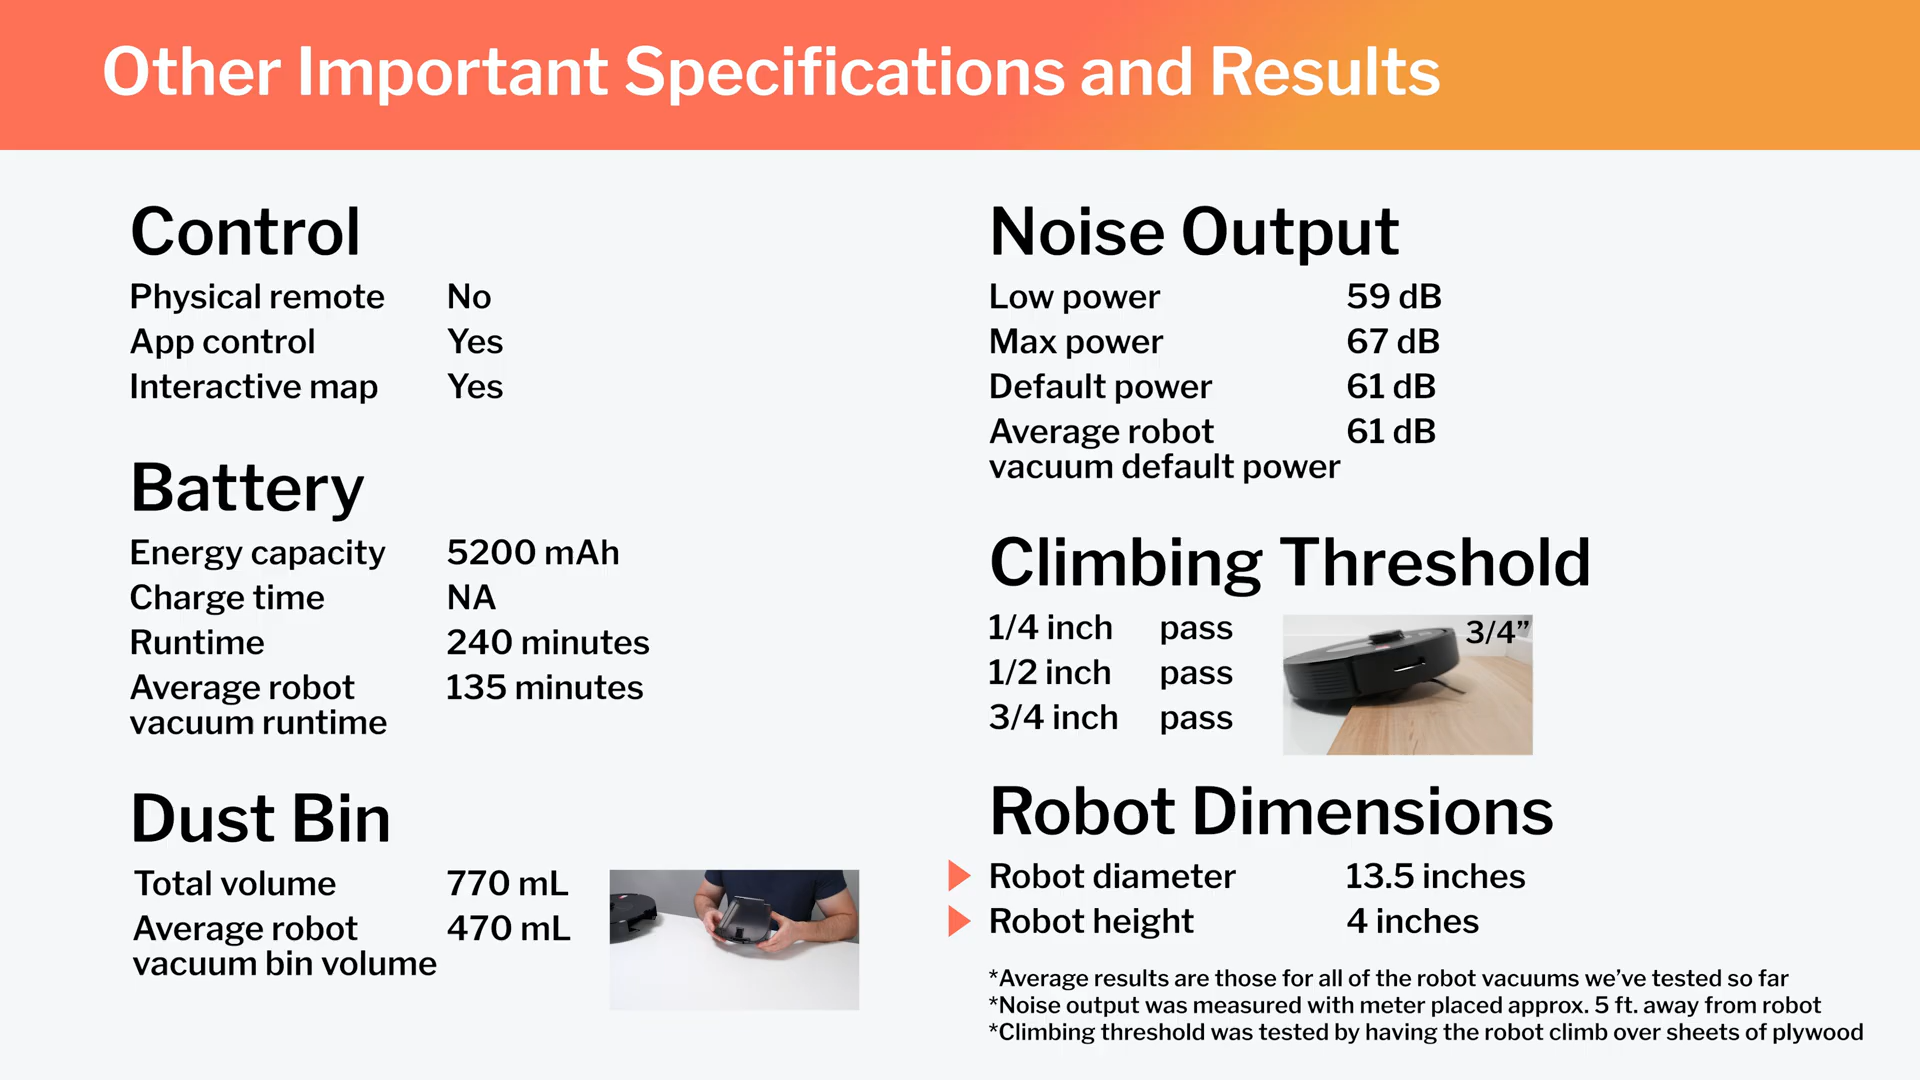 Other Important Specifications and Results
Control
Physical remote No
App control Yes
Interactive map Yes
Battery
Energy capacity 5200 mAh
Charge time NA
Runtime 240 minutes
Average robot 135 minutes
vacuum runtime
Dust Bin
Total volume 770 mL
Average robot 470 mL
vacuum bin volume
Noise Output
Low power 59 dB
Max power 67 dB
Default power 61 dB
Average robot 61 dB
vacuum default power
Climbing Threshold
1/4 inch pass
1/2 inch pass
3/4 inch pass
3/4”
Robot Dimensions
Robot diameter 13.5 inches
Robot height 4 inches
*Average results are those for all of the robot vacuums we’ve tested so far
*Noise output was measured with meter placed approx. 5 ft. away from robot
*Climbing threshold was tested by having the robot climb over sheets of plywood